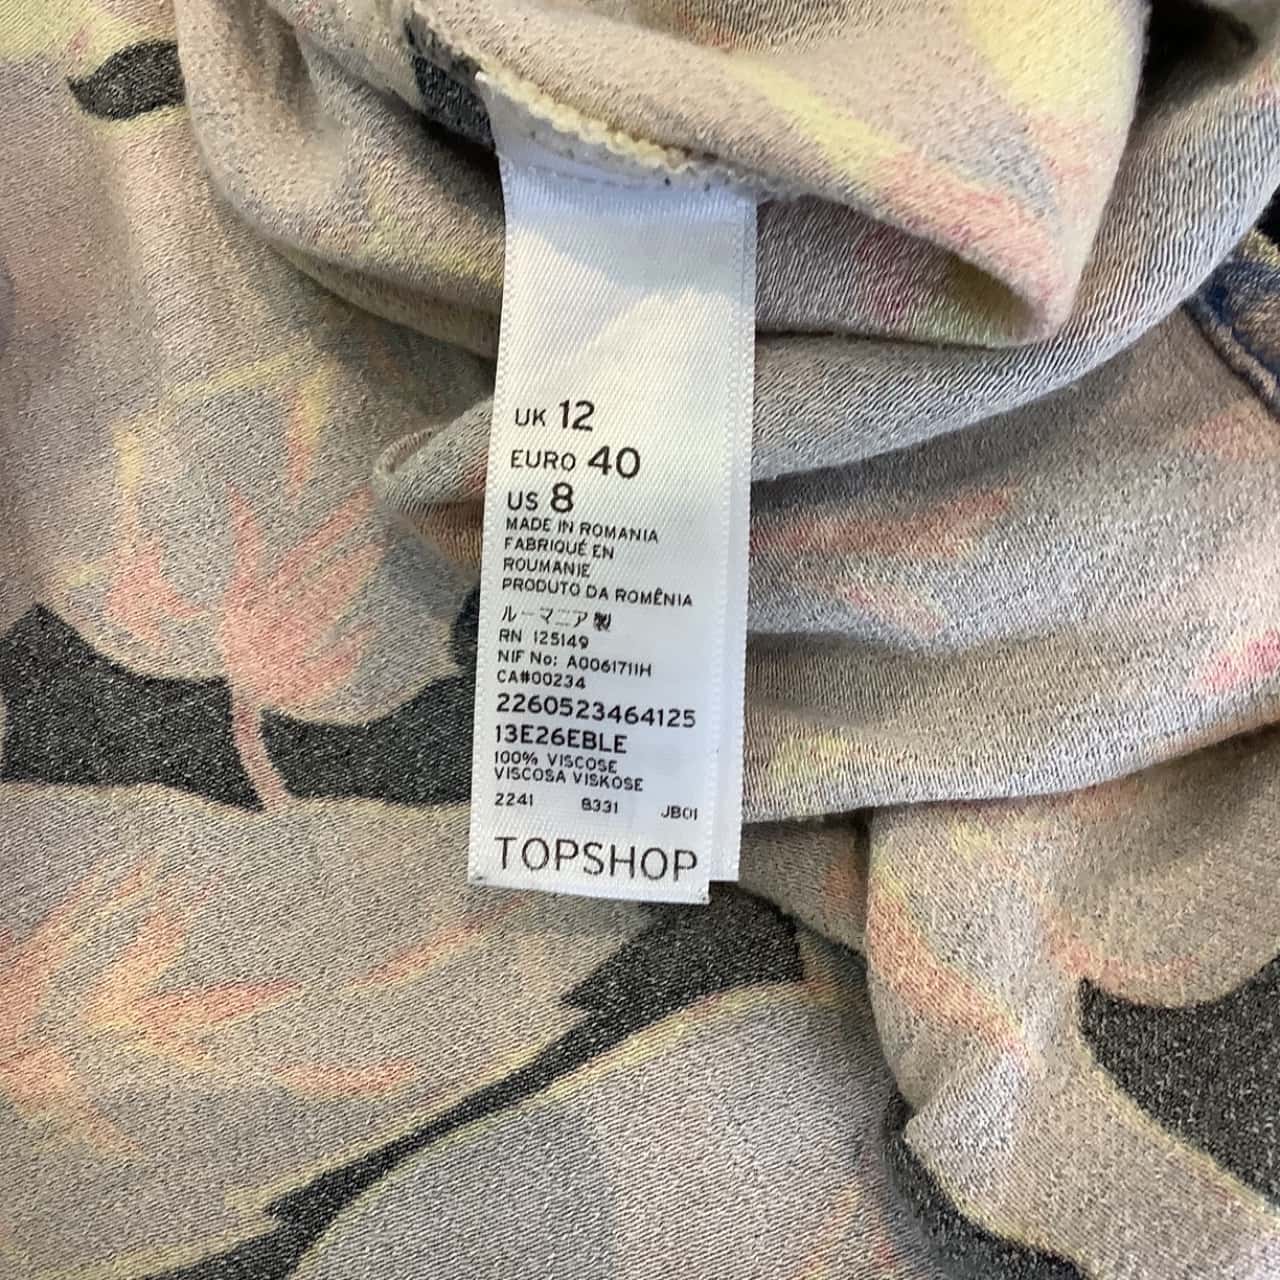 UK 12
EURO 40
US 8
MADE IN ROMANIA
FABRIQUÉ EN
ROUMANIE
PRODUTO DA ROMÊNIA
ルーマニア製
RN 125149
NIF No: A0061711H
CA#00234
2260523464125
13E26EBLE
100% VISCOSE
VISCOSA VISKOSE
2241 8331 JB01
TOPSHOP